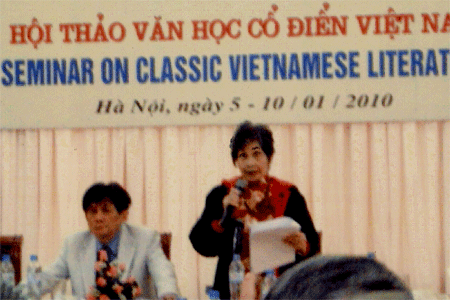 HỘI THẢO VĂN HỌC CỔ ĐIỂN VIỆT NA
SEMINAR ON CLASSIC VIETNAMESE LITERAT
Hà Nội, ngày 5 - 10 / 01 / 2010